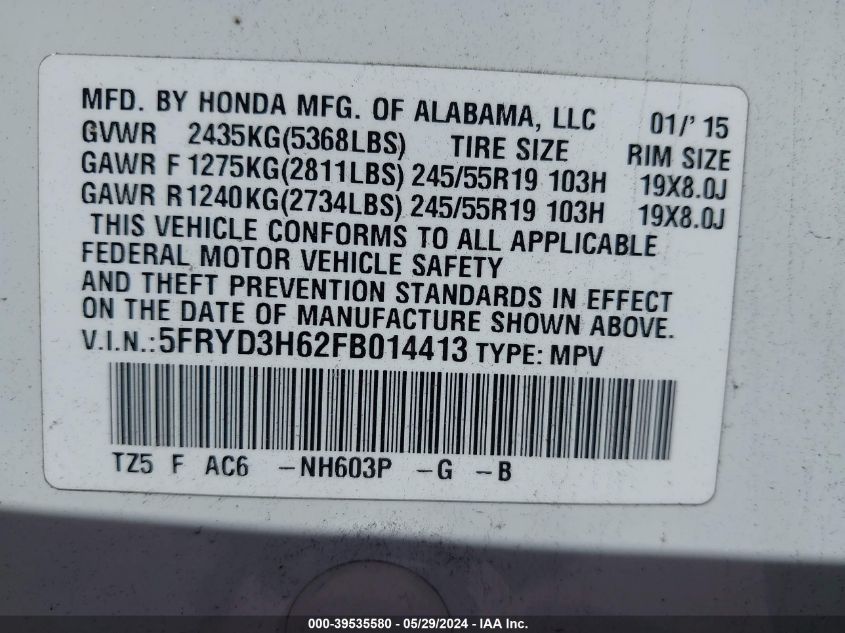 MFD. BY HONDA MFG. OF ALABAMA, LLC 01/' 15
GVWR 2435KG(5368LBS) TIRE SIZE RIM SIZE
GAWR F 1275KG(2811LBS) 245/55R19 103H 19X8.0J
GAWR R 1240KG(2734LBS) 245/55R19 103H 19X8.0J
THIS VEHICLE CONFORMS TO ALL APPLICABLE
FEDERAL MOTOR VEHICLE SAFETY
AND THEFT PREVENTION STANDARDS IN EFFECT
ON THE DATE OF MANUFACTURE SHOWN ABOVE.
V.I.N.: 5FRYD3H62FB014413 TYPE: MPV
TZ5 F AC6 -NH603P -G -B
000-39535580 - 05/29/2024 - IAA Inc.